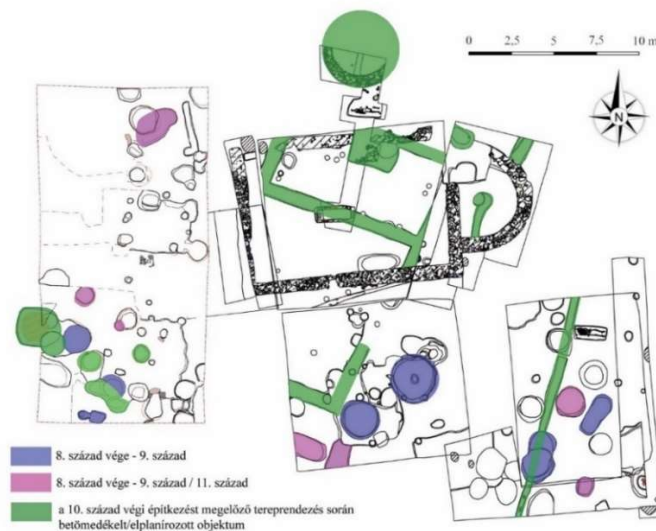 0 2,5 5 7,5 10 m
N
8. század vége - 9. század
8. század vége - 9. század / 11. század
a 10. század végi építkezést megelőző tereprendezés során
betömedékelt/elplanírozott objektum